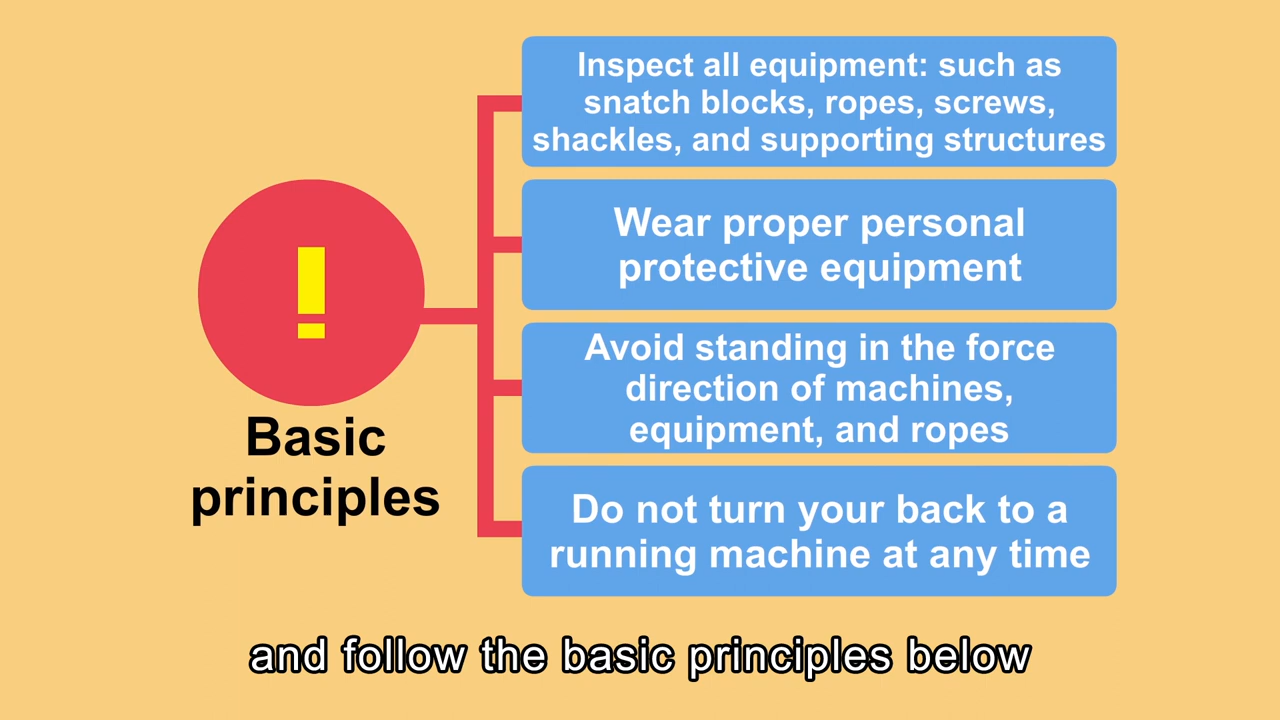 !
Basic
principles
Inspect all equipment: such as
snatch blocks, ropes, screws,
shackles, and supporting structures
Wear proper personal
protective equipment
Avoid standing in the force
direction of machines,
equipment, and ropes
Do not turn your back to a
running machine at any time
and follow the basic principles below